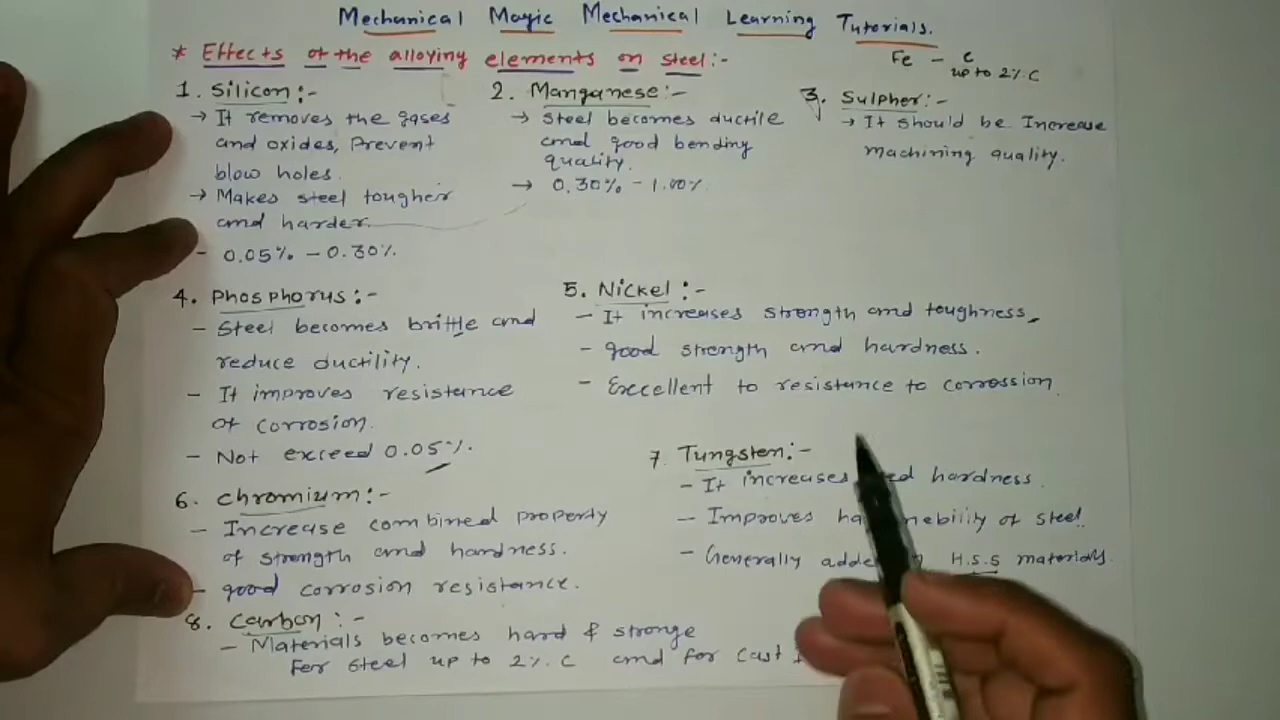 Mechanical Magic Mechanical Learning Tutorials.
* Effects of the alloying elements on steel:-
Fe - C
up to 2% C
1. Silicon:-
→ It removes the gases
and oxides, Prevent
blow holes.
→ Makes steel tougher
and harder
- 0.05% - 0.30%
2. Manganese:-
→ Steel becomes ductile
and good bending
quality.
→ 0.30% - 1.00%
3. Sulpher:-
→ It should be Increase
machining quality.
4. Phosphorus:-
- Steel becomes brittle and
reduce ductility.
- It improves resistance
of corrosion.
- Not exceed 0.05%.
5. Nickel:-
- It increases strength and toughness.
- good strength and hardness.
- Excellent to resistance to corrossion.
6. Chromium:-
- Increase combined property
of strength and hardness.
- good corrosion resistance.
7. Tungsten:-
- It increases hardness.
- Improves of steel.
- Generally H.S.S materials.
8. Carbon:-
- Materials becomes hard & stronge
For steel up to 2% C and for Cast